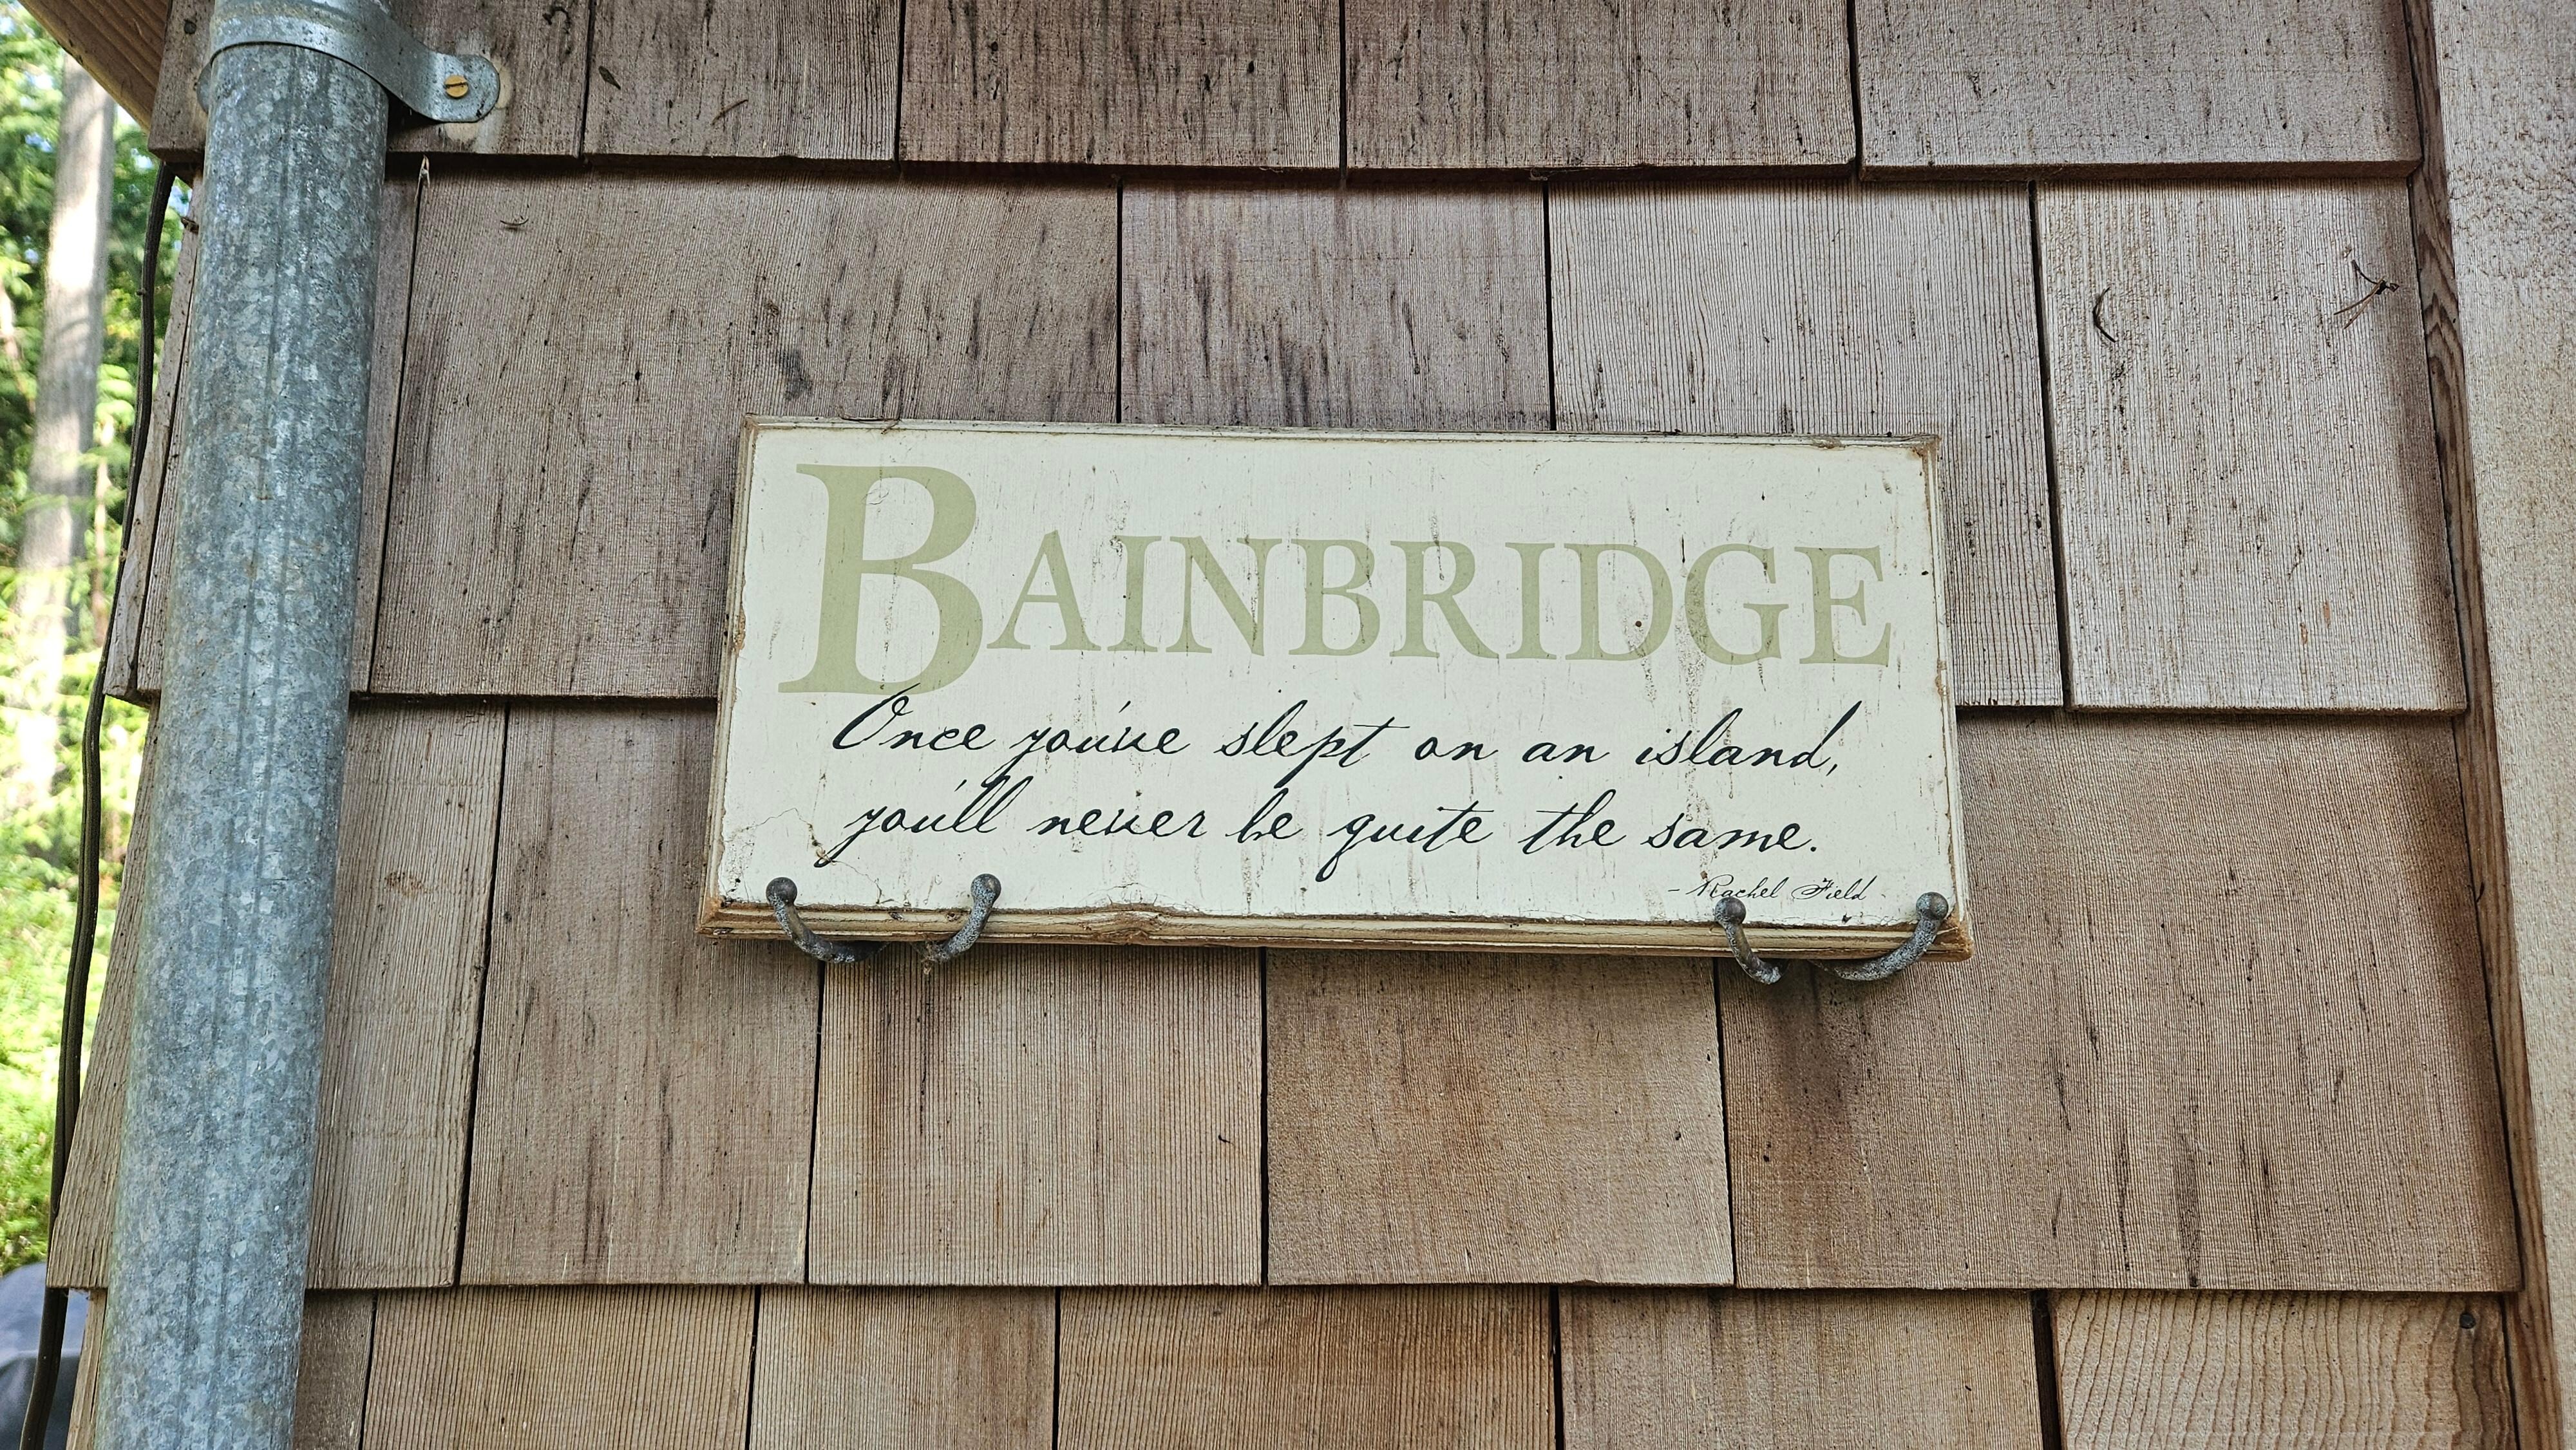 BAINBRIDGE
Once you've slept on an island,
you'll never be quite the same.
- Rachel Field -